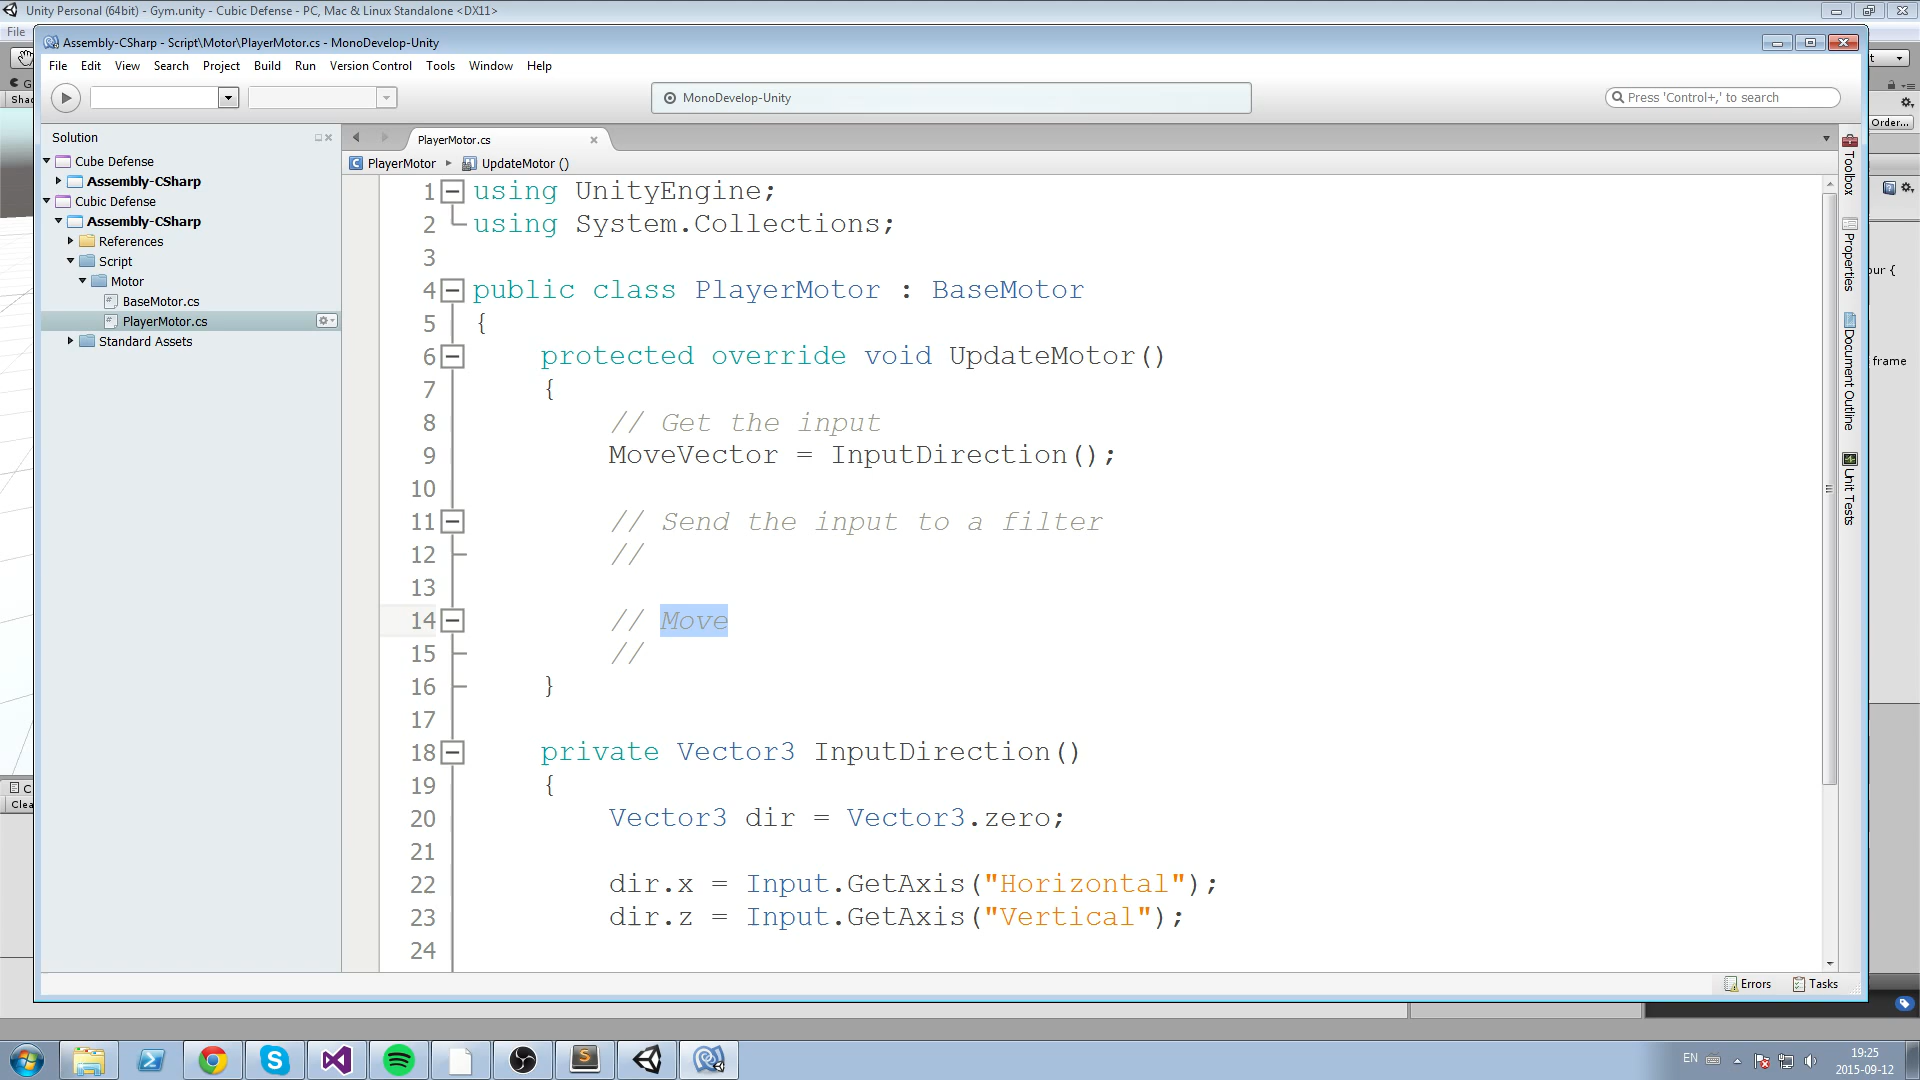 Unity Personal (64bit) - Gym.unity - Cubic Defense - PC, Mac & Linux Standalone <DX11>
File
Assembly-CSharp - Script\Motor\PlayerMotor.cs - MonoDevelop-Unity
File Edit View Search Project Build Run Version Control Tools Window Help
MonoDevelop-Unity
Press 'Control+,' to search
Order...
Solution
PlayerMotor.cs
Cube Defense
Assembly-CSharp
Cubic Defense
Assembly-CSharp
References
Script
Motor
BaseMotor.cs
PlayerMotor.cs
Standard Assets
PlayerMotor
UpdateMotor ()
1 using UnityEngine;
2 using System.Collections;
3
4 public class PlayerMotor : BaseMotor
5 {
6 protected override void UpdateMotor()
7 {
8 // Get the input
9 MoveVector = InputDirection();
10
11 // Send the input to a filter
12 //
13
14 // Move
15 //
16 }
17
18 private Vector3 InputDirection()
19 {
20 Vector3 dir = Vector3.zero;
21
22 dir.x = Input.GetAxis("Horizontal");
23 dir.z = Input.GetAxis("Vertical");
24
Toolbox
Properties
Document Outline
Unit Tests
our {
frame
Errors
Tasks
EN
19:25
2015-09-12